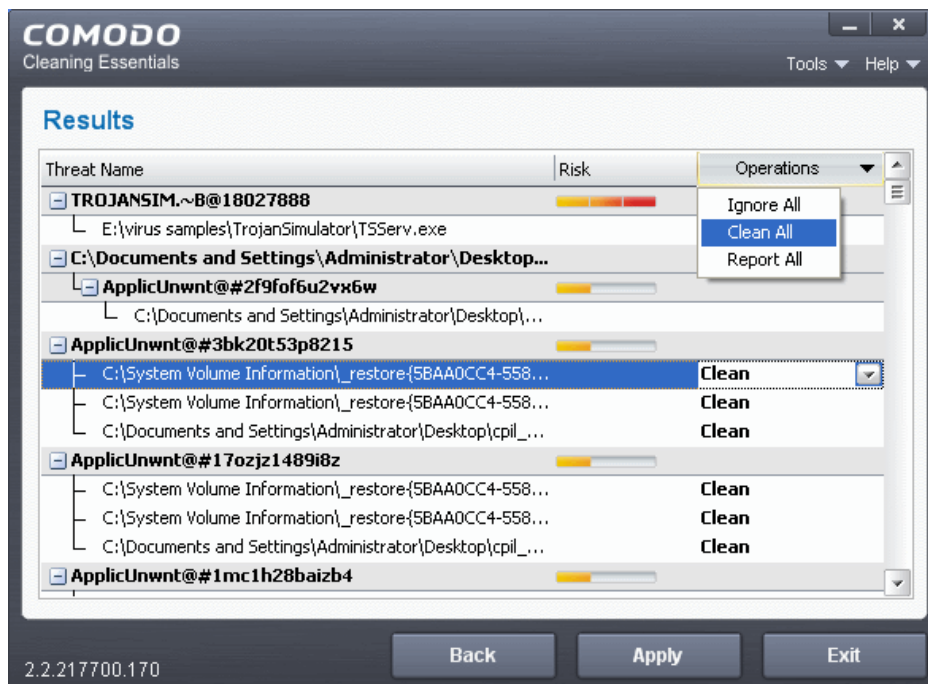 COMODO
Cleaning Essentials
Tools Help
Results
Threat Name Risk Operations
Ignore All
Clean All
Report All
TROJANSIM.~B@18027888
E:\virus samples\TrojanSimulator\TSServ.exe
C:\Documents and Settings\Administrator\Desktop...
ApplicUnwnt@#2f9fof6u2vx6w
C:\Documents and Settings\Administrator\Desktop\...
ApplicUnwnt@#3bk20t53p8215
C:\System Volume Information\_restore{5BAA0CC4-558... Clean
C:\System Volume Information\_restore{5BAA0CC4-558... Clean
C:\Documents and Settings\Administrator\Desktop\cpil_... Clean
ApplicUnwnt@#17ozjz1489i8z
C:\System Volume Information\_restore{5BAA0CC4-558... Clean
C:\System Volume Information\_restore{5BAA0CC4-558... Clean
C:\Documents and Settings\Administrator\Desktop\cpil_... Clean
ApplicUnwnt@#1mc1h28baizb4
2.2.217700.170
Back Apply Exit